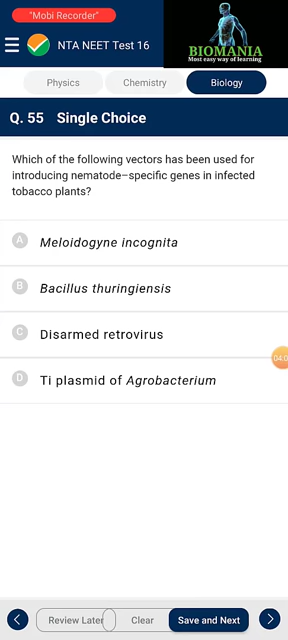 "Mobi Recorder"
NTA NEET Test 16
BIOMANIA
Most easy way of learning
Physics
Chemistry
Biology
Q. 55 Single Choice
Which of the following vectors has been used for
introducing nematode–specific genes in infected
tobacco plants?
A Meloidogyne incognita
B Bacillus thuringiensis
C Disarmed retrovirus
04:0
D Ti plasmid of Agrobacterium
Review Later
Clear
Save and Next